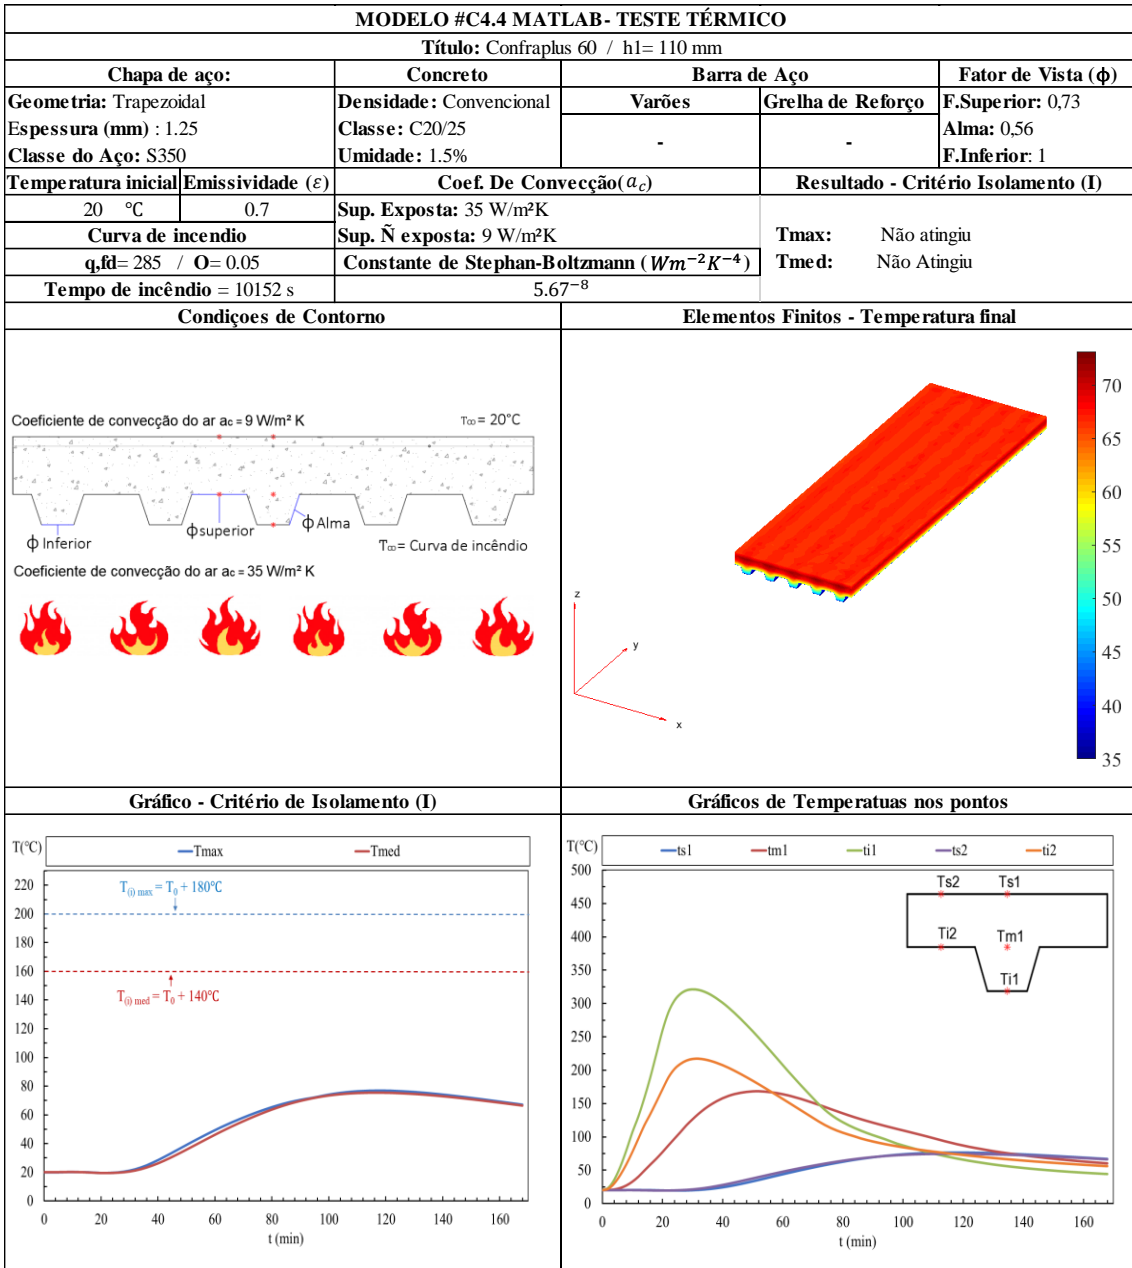 MODELO #C4.4 MATLAB- TESTE TÉRMICO
Título: Confraplus 60 / h1= 110 mm
Chapa de aço:
Concreto
Barra de Aço
Fator de Vista (ϕ)
Geometria: Trapezoidal
Espessura (mm) : 1.25
Classe do Aço: S350
Densidade: Convencional
Classe: C20/25
Umidade: 1.5%
Varões
Grelha de Reforço
-
-
F.Superior: 0,73
Alma: 0,56
F.Inferior: 1
Temperatura inicial
Emissividade (ε)
Coef. De Convecção(a_c)
Resultado - Critério Isolamento (I)
20 °C
0.7
Sup. Exposta: 35 W/m²K
Sup. Ñ exposta: 9 W/m²K
Tmax: Não atingiu
Tmed: Não Atingiu
Curva de incendio
q,fd= 285 / O= 0.05
Constante de Stephan-Boltzmann (Wm⁻²K⁻⁴)
Tempo de incêndio = 10152 s
5.67⁻⁸
Condiçoes de Contorno
Elementos Finitos - Temperatura final
Coeficiente de convecção do ar ac = 9 W/m² K
T∞ = 20°C
ϕ Inferior
ϕsuperior
ϕ Alma
T∞ = Curva de incêndio
Coeficiente de convecção do ar ac = 35 W/m² K
z
y
x
70
65
60
55
50
45
40
35
Gráfico - Critério de Isolamento (I)
Gráficos de Temperatuas nos pontos
T(°C)
Tmax
Tmed
T(i) max = T0 + 180°C
T(i) med = T0 + 140°C
220
200
180
160
140
120
100
80
60
40
20
0
0 20 40 60 80 100 120 140 160
t (min)
T(°C)
ts1
tm1
ti1
ts2
ti2
500
450
400
350
300
250
200
150
100
50
0
Ts2
Ts1
Ti2
Tm1
Ti1
0 20 40 60 80 100 120 140 160
t (min)